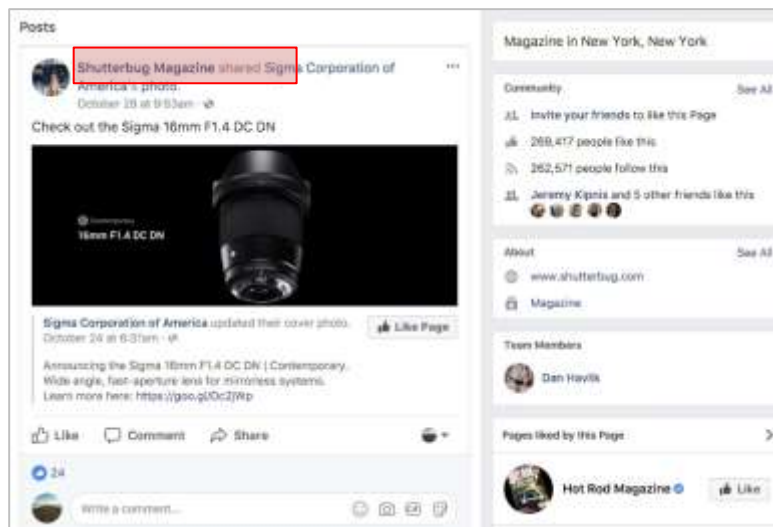 Posts
Shutterbug Magazine shared Sigma Corporation of
America's photo.
October 26 at 9:53am
Check out the Sigma 16mm F1.4 DC DN
Contemporary
16mm F1.4 DC DN
Sigma Corporation of America updated their cover photo.
October 24 at 6:31am
Like Page
Announcing the Sigma 16mm F1.4 DC DN | Contemporary.
Wide angle, fast-aperture lens for mirrorless systems.
Learn more here:
Like Comment Share
24
Write a comment...
Magazine in New York, New York
Community See All
Invite your friends to like this Page
269,417 people like this
262,571 people follow this
Jeremy Kipnis and 5 other friends like this
About See All
www.shutterbug.com
Magazine
Team Members
Dan Havlik
Pages liked by this Page
Hot Rod Magazine Like